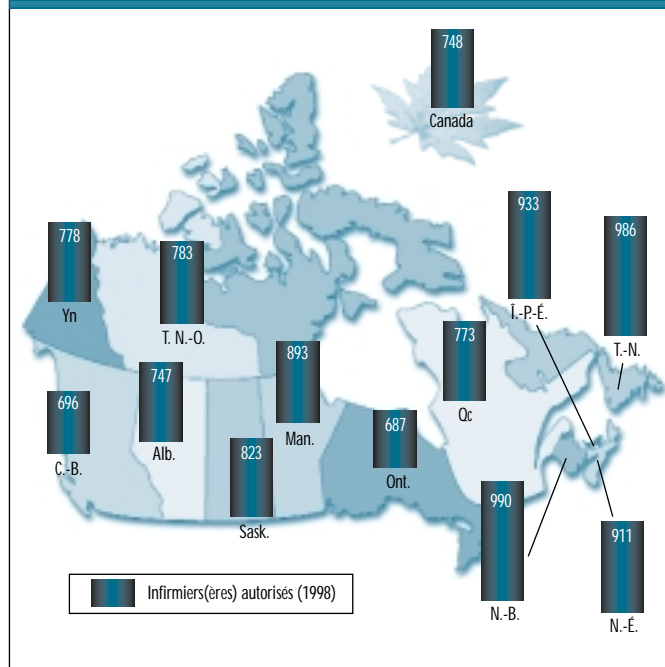 748
Canada
933
Î.-P.-É.
986
T.-N.
778
Yn
783
T. N.-O.
773
Qc
893
Man.
747
Alb.
696
C.-B.
687
Ont.
823
Sask.
990
N.-B.
911
N.-É.
Infirmiers(ères) autorisés (1998)